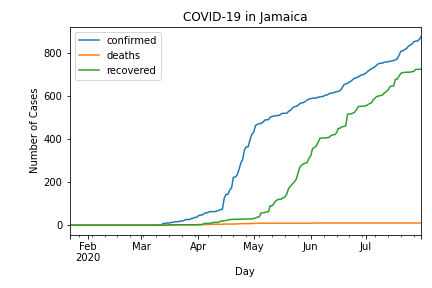 COVID-19 in Jamaica
confirmed
deaths
recovered
Number of Cases
800
600
400
200
0
Feb Mar Apr May Jun Jul
2020
Day